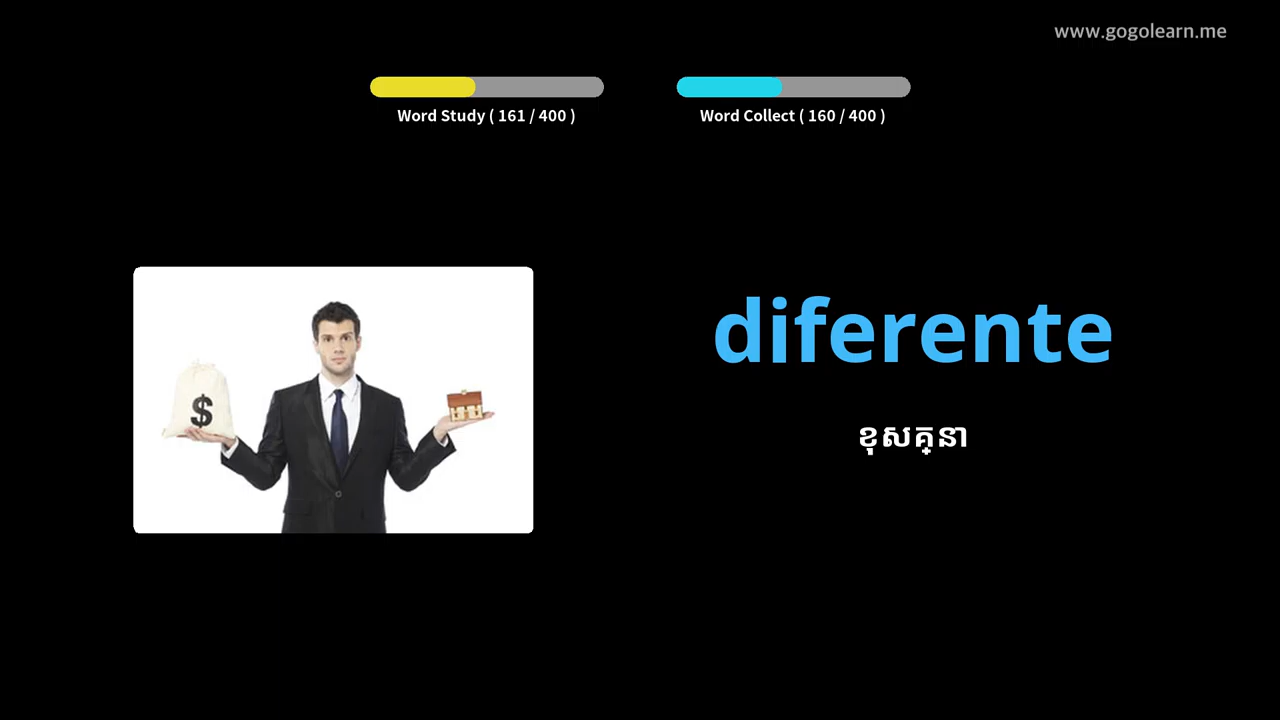 www.gogolearn.me
Word Study ( 161 / 400 )
Word Collect ( 160 / 400 )
$
diferente
ខុសគ្នា